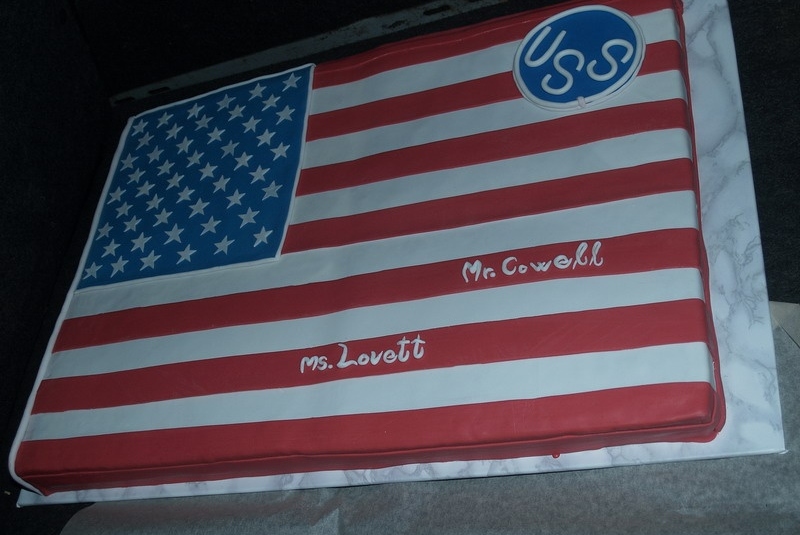 USS
Mr. Cowell
Ms. Lovett